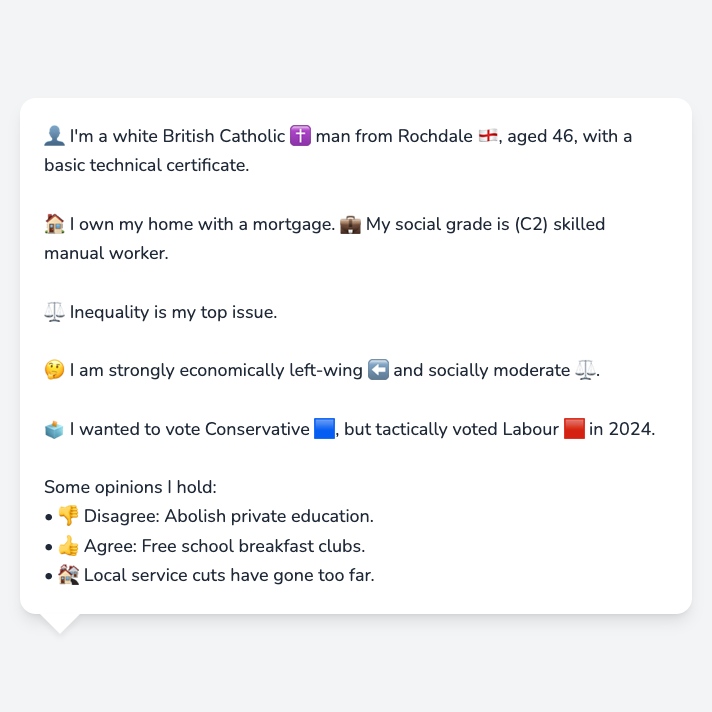 👤 I'm a white British Catholic ✝️ man from Rochdale 🏴󠁧󠁢󠁥󠁮󠁧󠁿, aged 46, with a
basic technical certificate.
🏠 I own my home with a mortgage. 💼 My social grade is (C2) skilled
manual worker.
⚖️ Inequality is my top issue.
🤔 I am strongly economically left-wing ⬅️ and socially moderate ⚖️.
🗳️ I wanted to vote Conservative 🟦, but tactically voted Labour 🟥 in 2024.
Some opinions I hold:
• 👎 Disagree: Abolish private education.
• 👍 Agree: Free school breakfast clubs.
• 🏚️ Local service cuts have gone too far.